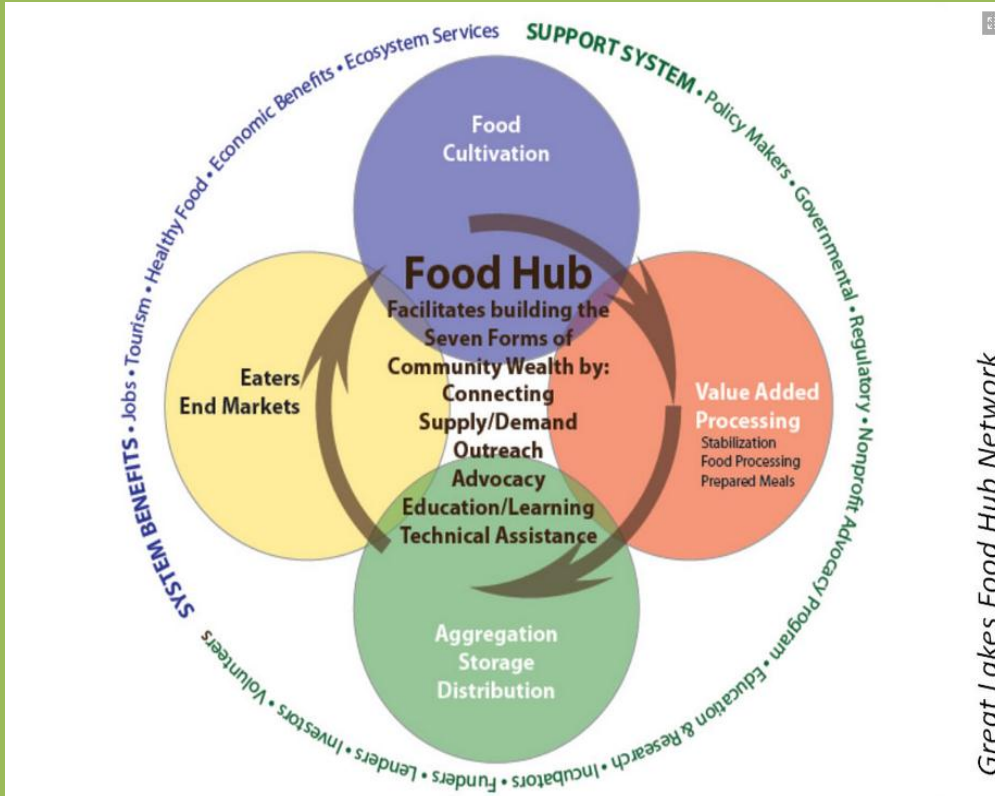 SYSTEM BENEFITS • Jobs • Tourism • Healthy Food • Economic Benefits • Ecosystem Services
SUPPORT SYSTEM • Policy Makers • Governmental • Regulatory • Nonprofit Advocacy Program • Education & Research • Incubators • Funders • Lenders • Investors • Volunteers
Food
Cultivation
Food Hub
Facilitates building the
Seven Forms of
Community Wealth by:
Connecting
Supply/Demand
Outreach
Advocacy
Education/Learning
Technical Assistance
Eaters
End Markets
Value Added
Processing
Stabilization
Food Processing
Prepared Meals
Aggregation
Storage
Distribution
Great Lakes Food Hub Network